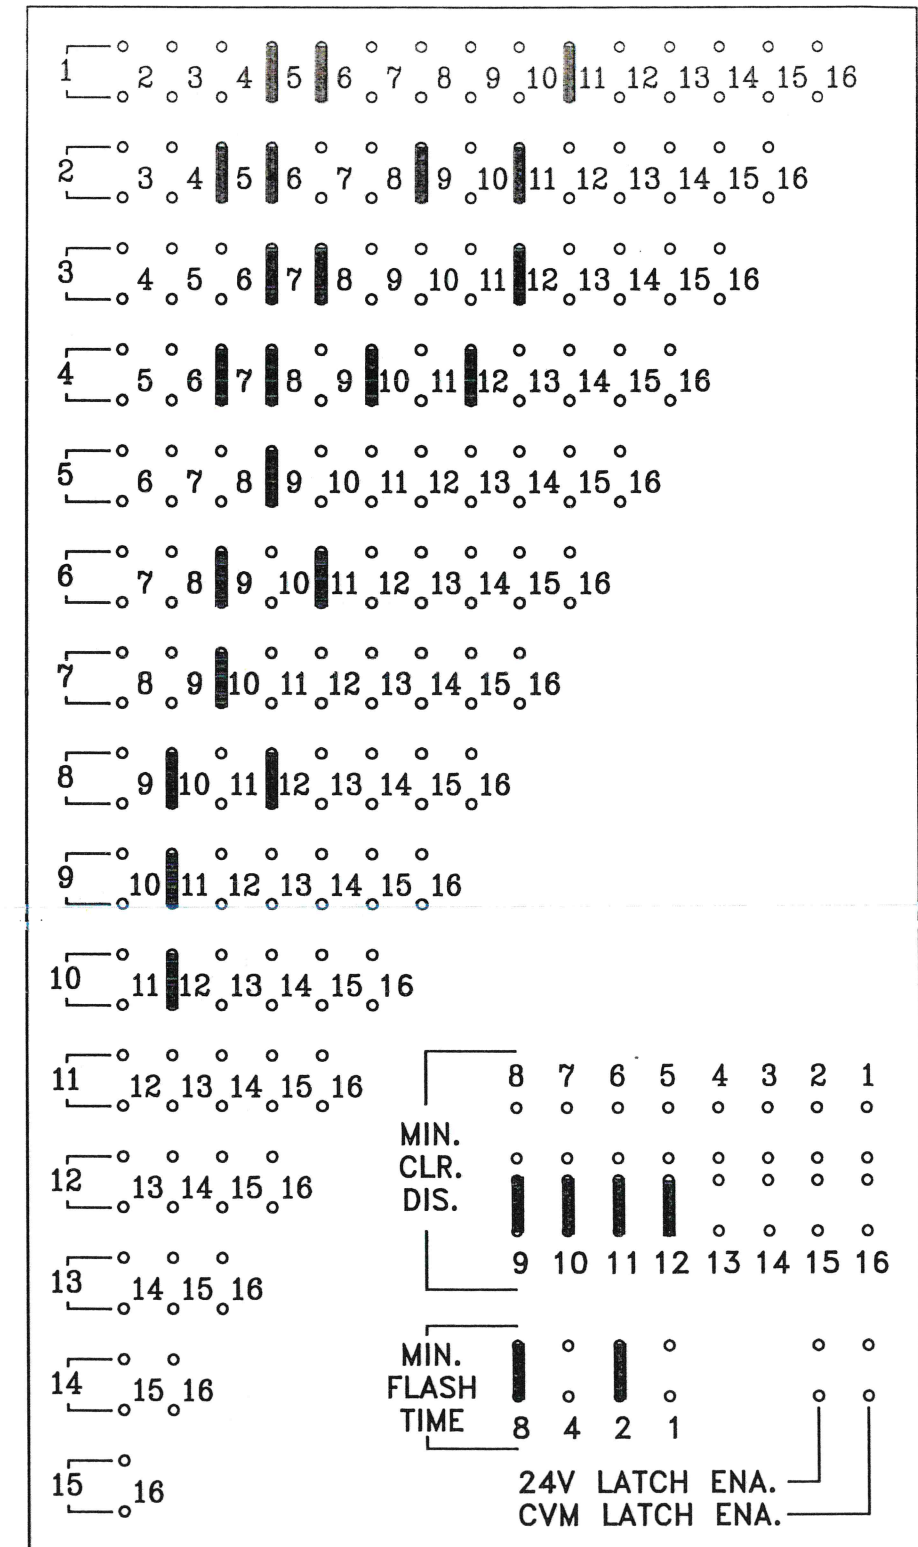 1 2 3 4 5 6 7 8 9 10 11 12 13 14 15 16
2 3 4 5 6 7 8 9 10 11 12 13 14 15 16
3 4 5 6 7 8 9 10 11 12 13 14 15 16
4 5 6 7 8 9 10 11 12 13 14 15 16
5 6 7 8 9 10 11 12 13 14 15 16
6 7 8 9 10 11 12 13 14 15 16
7 8 9 10 11 12 13 14 15 16
8 9 10 11 12 13 14 15 16
9 10 11 12 13 14 15 16
10 11 12 13 14 15 16
11 12 13 14 15 16
12 13 14 15 16
13 14 15 16
14 15 16
15 16
8 7 6 5 4 3 2 1
MIN.
CLR.
DIS.
9 10 11 12 13 14 15 16
MIN.
FLASH
TIME
8 4 2 1
24V LATCH ENA.
CVM LATCH ENA.